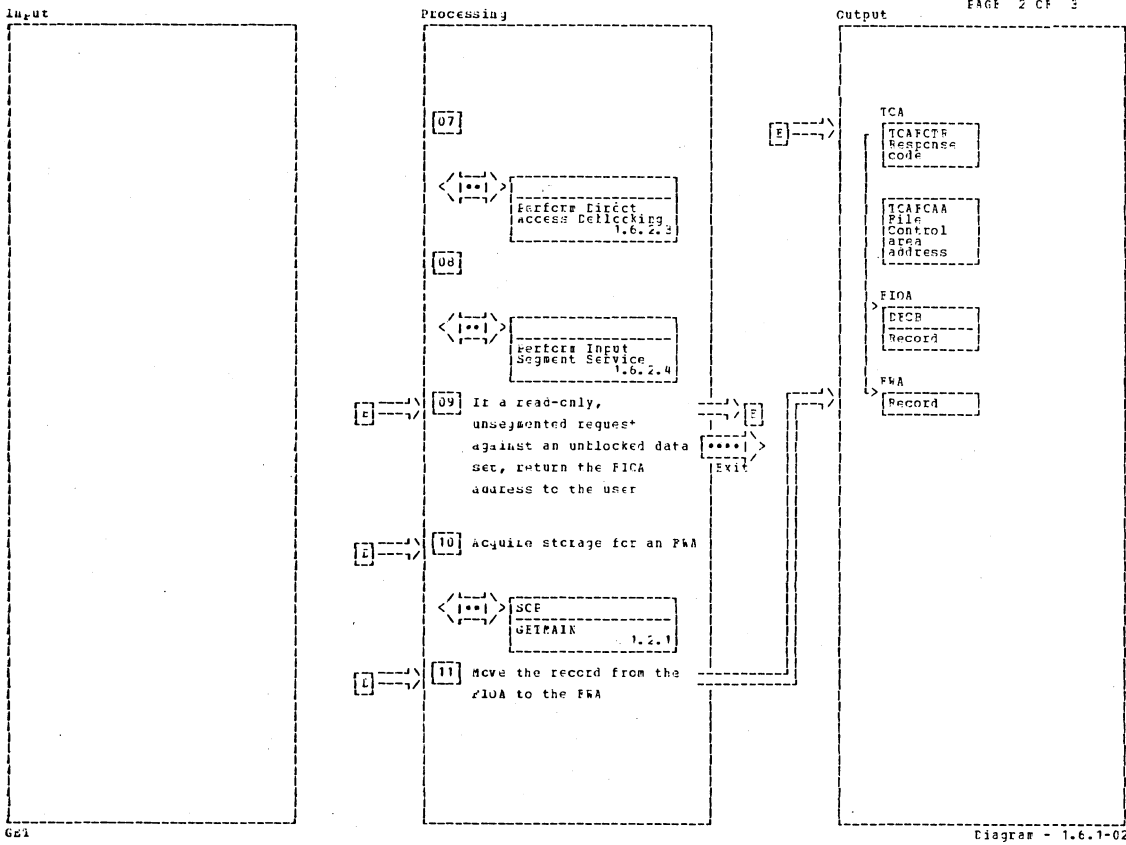 PAGE 2 OF 3
Input
Processing
Output
07
Perform Direct
Access Deblocking
1.6.2.3
08
Perform Input
Segment Service
1.6.2.4
09 If a read-only,
unsegmented request
against an unblocked data
set, return the FIOA
address to the user
Exit
10 Acquire storage for an FWA
SCP
GETMAIN
1.2.1
11 Move the record from the
FIOA to the FWA
E
TCA
TCAFCTR
Response
code
TCAFCAA
File
Control
area
address
FIOA
DECB
Record
FWA
Record
GET
Diagram - 1.6.1-02